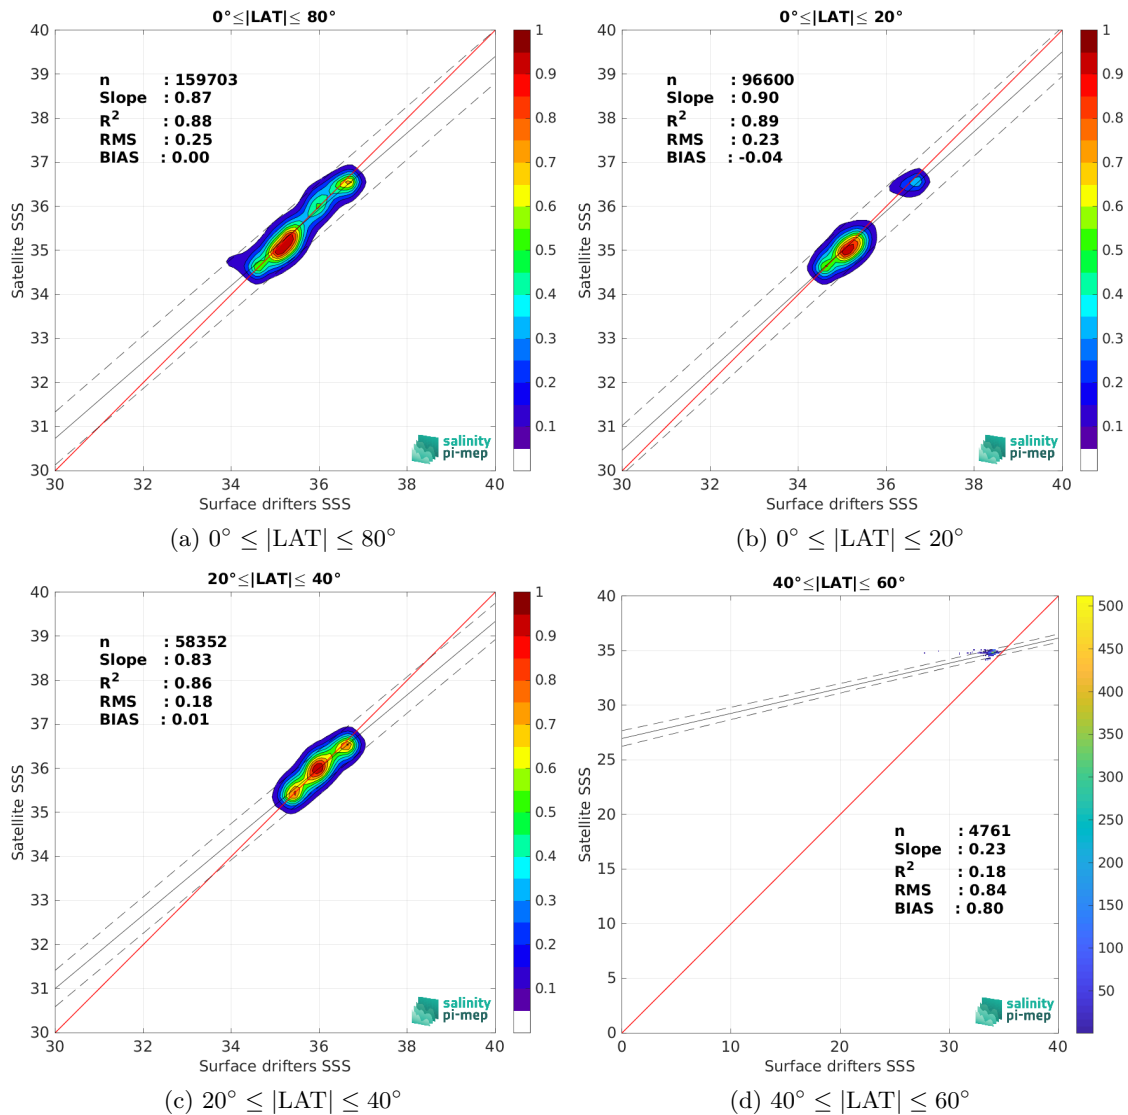 0°≤|LAT|≤ 80°
40
39
38
37
36
35
34
33
32
31
30
30 32 34 36 38 40
Satellite SSS
Surface drifters SSS
n : 159703
Slope : 0.87
R2 : 0.88
RMS : 0.25
BIAS : 0.00
salinity
pi-mep
1
0.9
0.8
0.7
0.6
0.5
0.4
0.3
0.2
0.1
(a) 0° ≤ |LAT| ≤ 80°
0°≤|LAT|≤ 20°
40
39
38
37
36
35
34
33
32
31
30
30 32 34 36 38 40
Satellite SSS
Surface drifters SSS
n : 96600
Slope : 0.90
R2 : 0.89
RMS : 0.23
BIAS : -0.04
salinity
pi-mep
1
0.9
0.8
0.7
0.6
0.5
0.4
0.3
0.2
0.1
(b) 0° ≤ |LAT| ≤ 20°
20°≤|LAT|≤ 40°
40
39
38
37
36
35
34
33
32
31
30
30 32 34 36 38 40
Satellite SSS
Surface drifters SSS
n : 58352
Slope : 0.83
R2 : 0.86
RMS : 0.18
BIAS : 0.01
salinity
pi-mep
1
0.9
0.8
0.7
0.6
0.5
0.4
0.3
0.2
0.1
(c) 20° ≤ |LAT| ≤ 40°
40°≤|LAT|≤ 60°
40
35
30
25
20
15
10
5
0
0 10 20 30 40
Satellite SSS
Surface drifters SSS
n : 4761
Slope : 0.23
R2 : 0.18
RMS : 0.84
BIAS : 0.80
salinity
pi-mep
500
450
400
350
300
250
200
150
100
50
(d) 40° ≤ |LAT| ≤ 60°